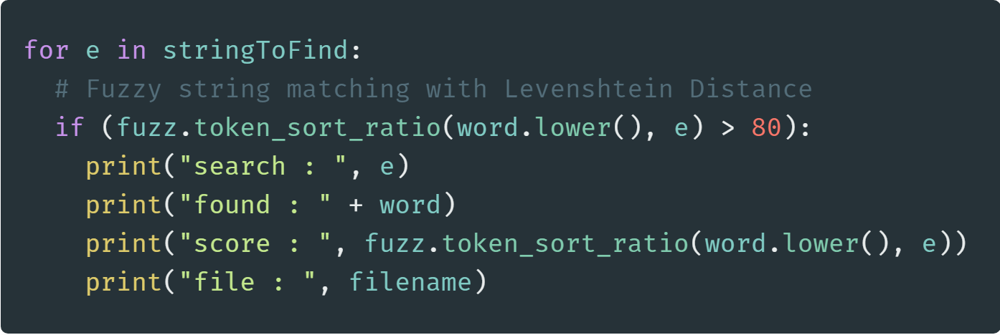 for e in stringToFind:
  # Fuzzy string matching with Levenshtein Distance
  if (fuzz.token_sort_ratio(word.lower(), e) > 80):
    print("search : ", e)
    print("found : " + word)
    print("score : ", fuzz.token_sort_ratio(word.lower(), e))
    print("file : ", filename)